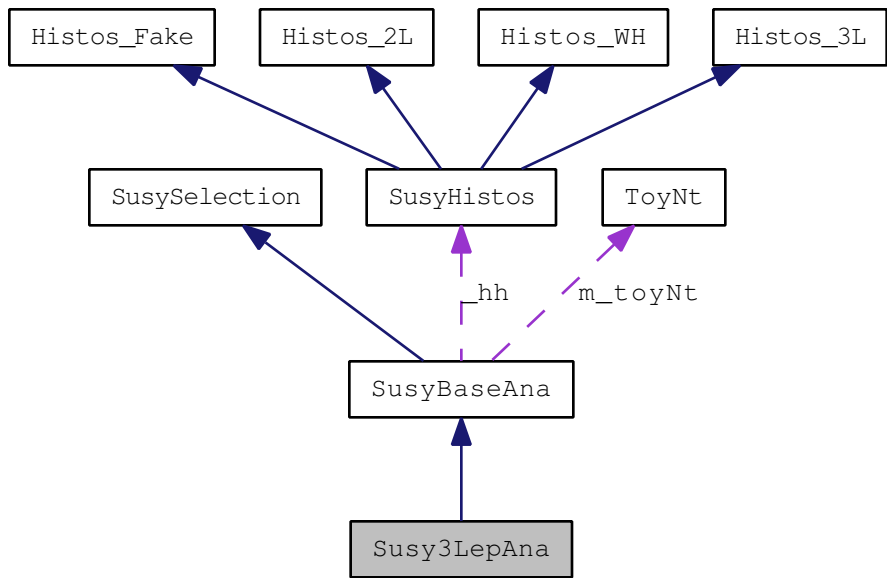 Histos_Fake
Histos_2L
Histos_WH
Histos_3L
SusySelection
SusyHistos
ToyNt
_hh
m_toyNt
SusyBaseAna
Susy3LepAna